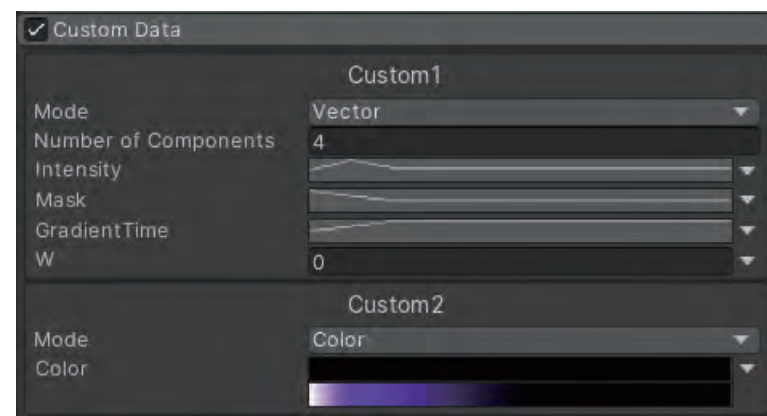 Custom Data
Custom1
Mode Vector
Number of Components 4
Intensity
Mask
GradientTime
W 0
Custom2
Mode Color
Color